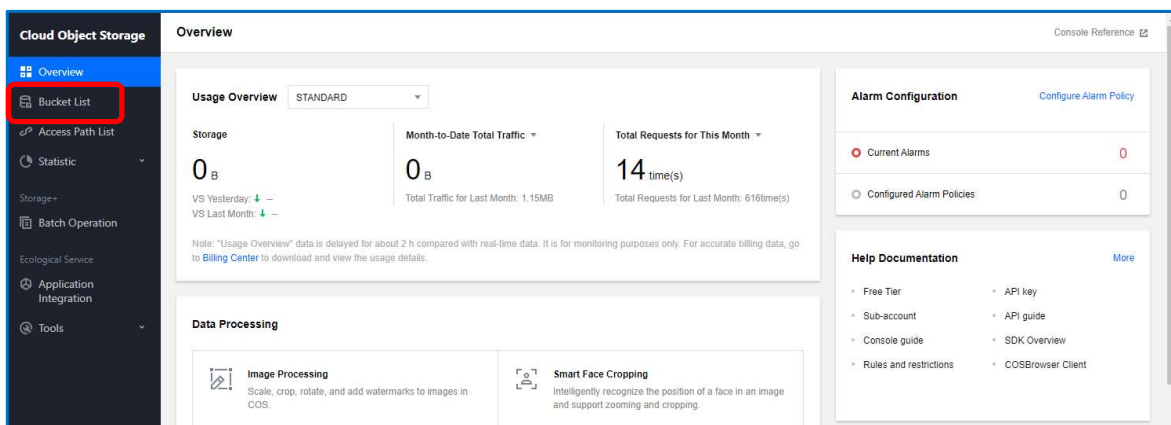 Cloud Object Storage
Overview
Bucket List
Access Path List
Statistic
Storage+
Batch Operation
Ecological Service
Application
Integration
Tools
Overview
Console Reference
Usage Overview STANDARD
Storage
0 B
VS Yesterday: --
VS Last Month: --
Month-to-Date Total Traffic
0 B
Total Traffic for Last Month: 1.15MB
Total Requests for This Month
14 time(s)
Total Requests for Last Month: 616time(s)
Note: "Usage Overview" data is delayed for about 2 h compared with real-time data. It is for monitoring purposes only. For accurate billing data, go
to Billing Center to download and view the usage details.
Data Processing
Image Processing
Scale, crop, rotate, and add watermarks to images in
COS.
Smart Face Cropping
Intelligently recognize the position of a face in an image
and support zooming and cropping.
Alarm Configuration Configure Alarm Policy
Current Alarms 0
Configured Alarm Policies 0
Help Documentation More
Free Tier
Sub-account
Console guide
Rules and restrictions
API key
API guide
SDK Overview
COSBrowser Client